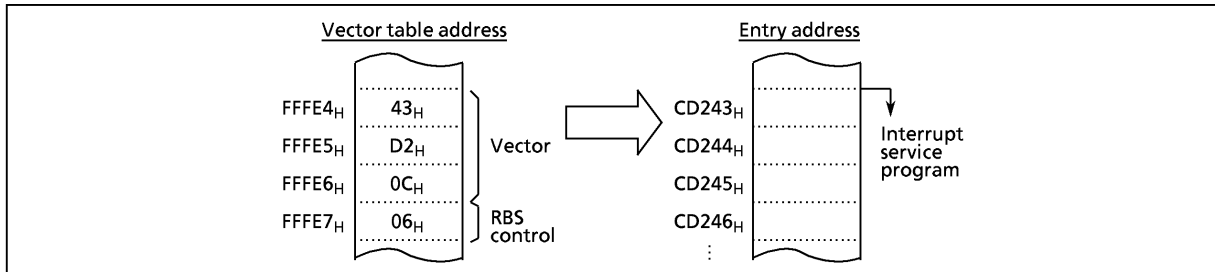 Vector table address
Entry address
FFFE4H 43H
CD243H
FFFE5H D2H
Vector
CD244H
Interrupt
service
program
FFFE6H 0CH
CD245H
FFFE7H 06H
RBS
control
CD246H
⋮